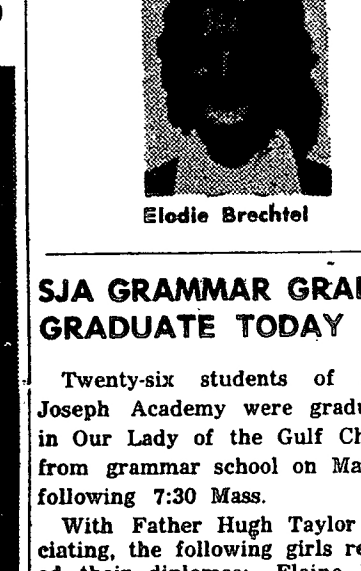 Elodie Brechtel
SJA GRAMMAR GRA
GRADUATE TODAY
Twenty-six students of
Joseph Academy were gradu
in Our Lady of the Gulf Ch
from grammar school on Ma
following 7:30 Mass.
With Father Hugh Taylor
ciating, the following girls re
ed their diplomas: Elaine